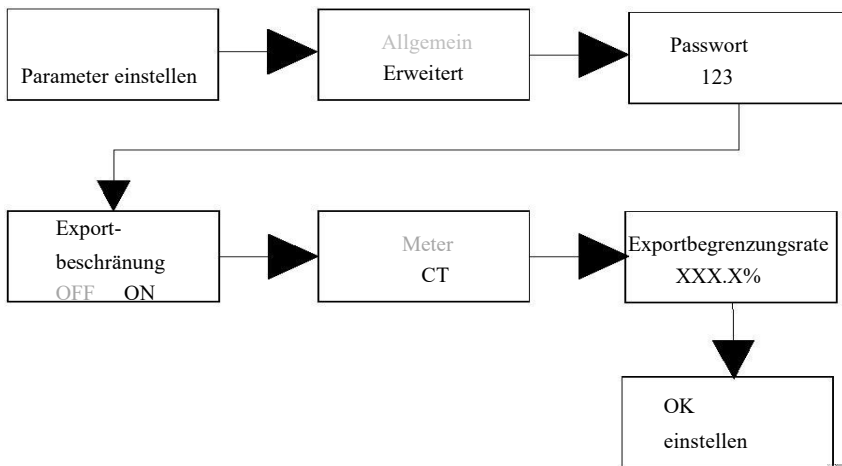 Parameter einstellen
Allgemein
Erweitert
Passwort
123
Export-
beschränung
OFF ON
Meter
CT
Exportbegrenzungsrate
XXX.X%
OK
einstellen